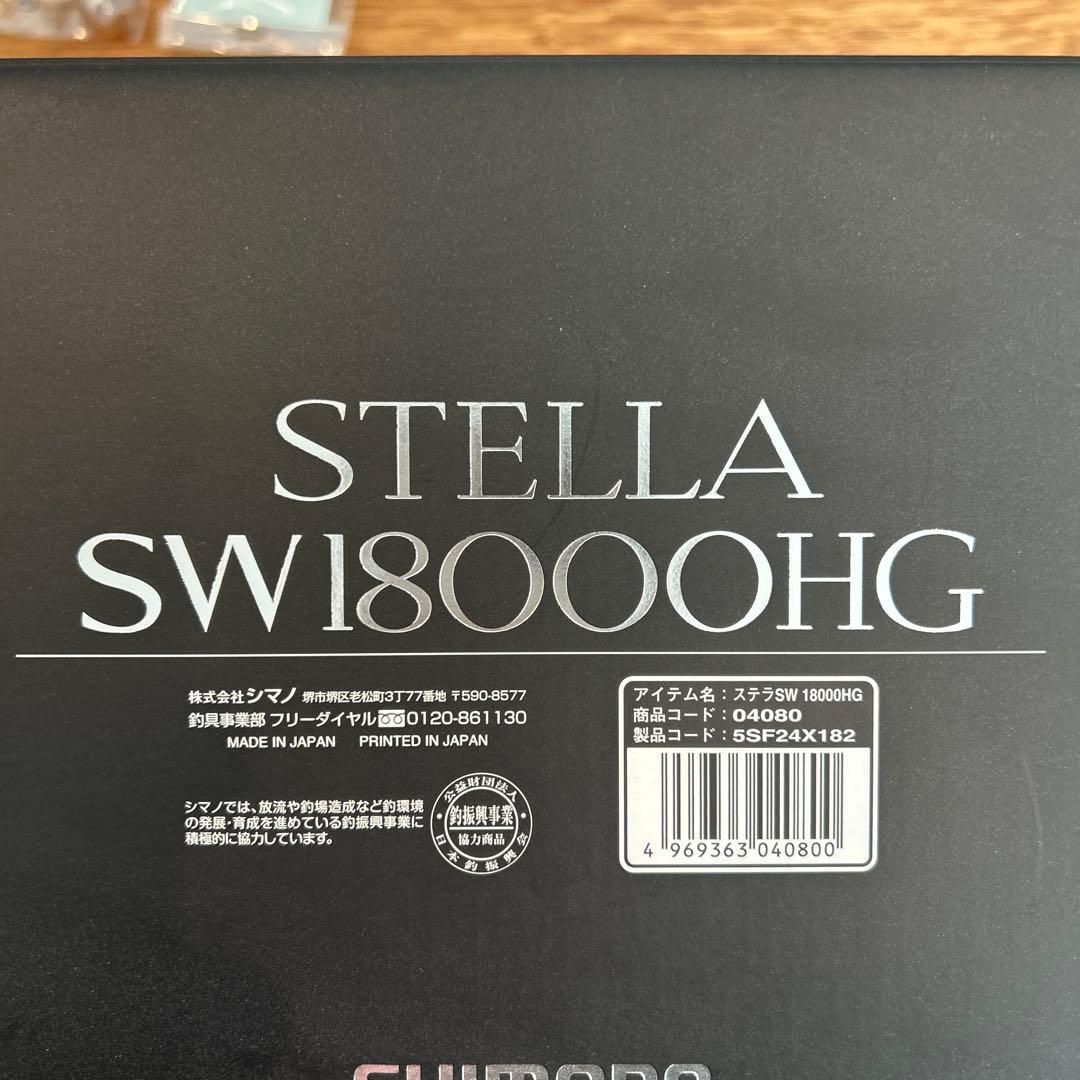 STELLA
SW18000HG
株式会社シマノ 堺市堺区老松町3丁77番地 〒590-8577
釣具事業部 フリーダイヤル 0120-861130
MADE IN JAPAN PRINTED IN JAPAN
シマノでは、放流や釣場造成など釣環境
の発展・育成を進めている釣振興事業に
積極的に協力しています。
公益財団法人
釣振興事業
協力商品
日本釣振興会
アイテム名：ステラSW 18000HG
商品コード：04080
製品コード：5SF24X182
4 969363 040800
SHIMANO